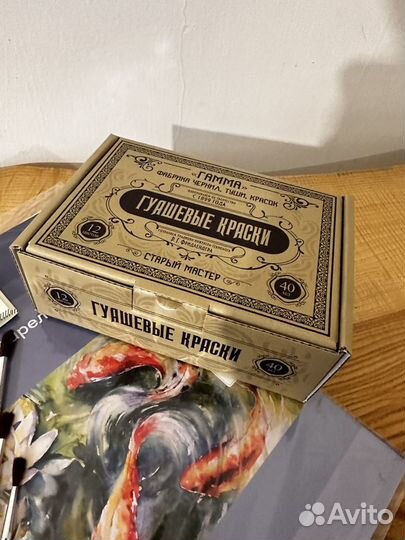 «ГАММА»
ФАБРИКА ЧЕРНИЛ, ТУШИ, КРАСОК
С 1899 ГОДА
ГУАШЕВЫЕ КРАСКИ
12
40
СТАРЫЙ МАСТЕР
12
ГУАШЕВЫЕ КРАСКИ
40
Avito